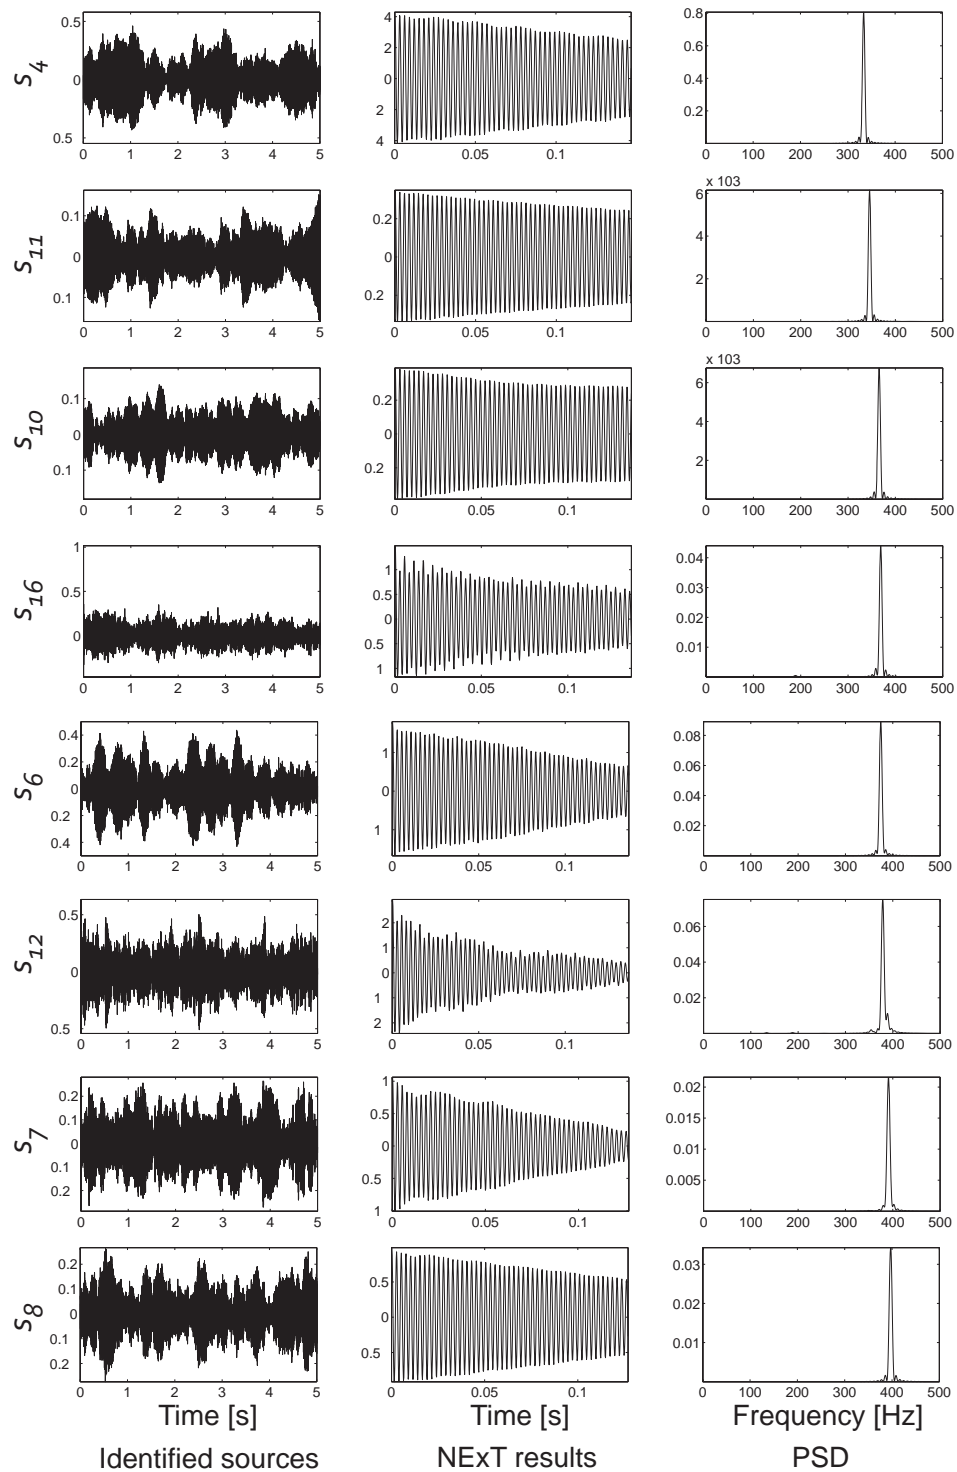 s4
0.5
0
0.5
0 1 2 3 4 5
4
2
0
2
4
0 0.05 0.1
0.8
0.6
0.8
0.2
0 100 200 300 400 500
s11
0.1
0
0.1
0 1 2 3 4 5
0.2
0
0.2
0 0.05 0.1
x 103
6
4
2
0 100 200 300 400 500
s10
0.1
0
0.1
0 1 2 3 4 5
0.2
0
0.2
0 0.05 0.1
x 103
6
4
2
0 100 200 300 400 500
s16
1
0.5
0
0 1 2 3 4 5
1
0.5
0
0.5
1
0 0.05 0.1
0.04
0.03
0.02
0.01
0 100 200 300 400 500
s6
0.4
0.2
0
0.2
0.4
0 1 2 3 4 5
1
0
1
0 0.05 0.1
0.08
0.06
0.04
0.02
0 100 200 300 400 500
s12
0.5
0
0.5
0 1 2 3 4 5
2
1
0
1
2
0 0.05 0.1
0.06
0.04
0.02
0 100 200 300 400 500
s7
0.2
0.1
0
0.1
0.2
0 1 2 3 4 5
1
0.5
0
0.5
1
0 0.05 0.1
0.02
0.015
0.01
0.005
0 100 200 300 400 500
s8
0.2
0.1
0
0.1
0.2
0 1 2 3 4 5
0.5
0
0.5
0 0.05 0.1
0.03
0.03
0.01
0 100 200 300 400 500
Time [s]
Time [s]
Frequency [Hz]
Identified sources
NExT results
PSD